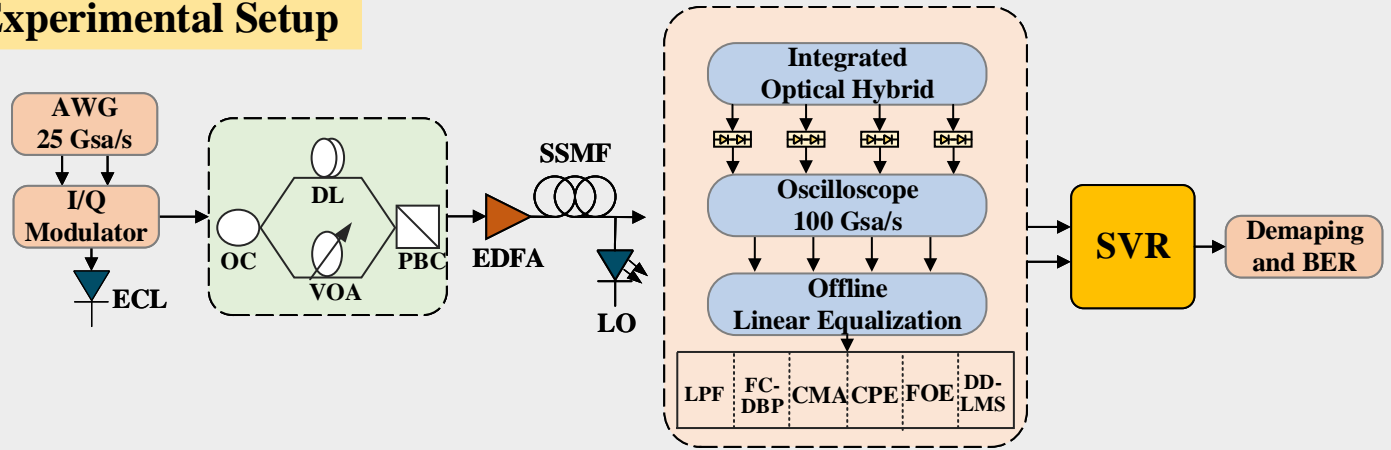 Experimental Setup
AWG
25 Gsa/s
I/Q
Modulator
ECL
OC
DL
VOA
PBC
EDFA
SSMF
LO
Integrated
Optical Hybrid
Oscilloscope
100 Gsa/s
Offline
Linear Equalization
LPF
FC-
DBP
CMA
CPE
FOE
DD-
LMS
SVR
Demaping
and BER